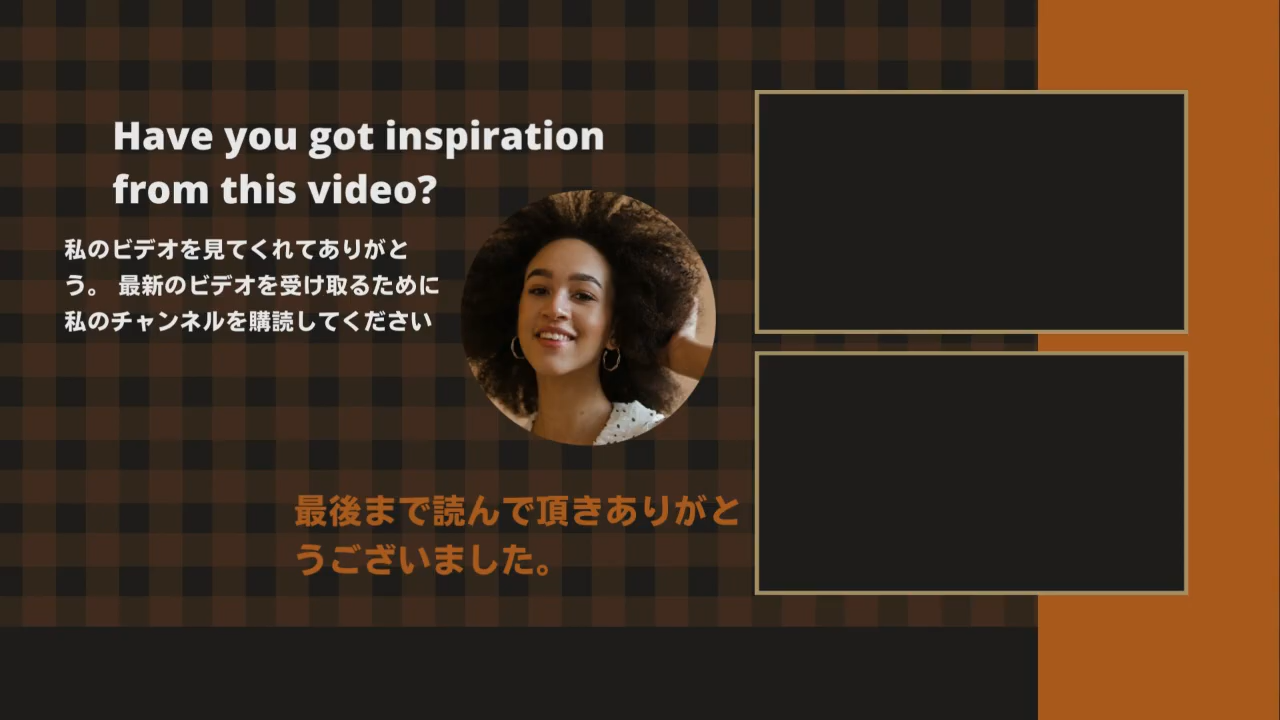 Have you got inspiration
from this video?
私のビデオを見てくれてありがと
う。 最新のビデオを受け取るために
私のチャンネルを購読してください
最後まで読んで頂きありがと
うございました。